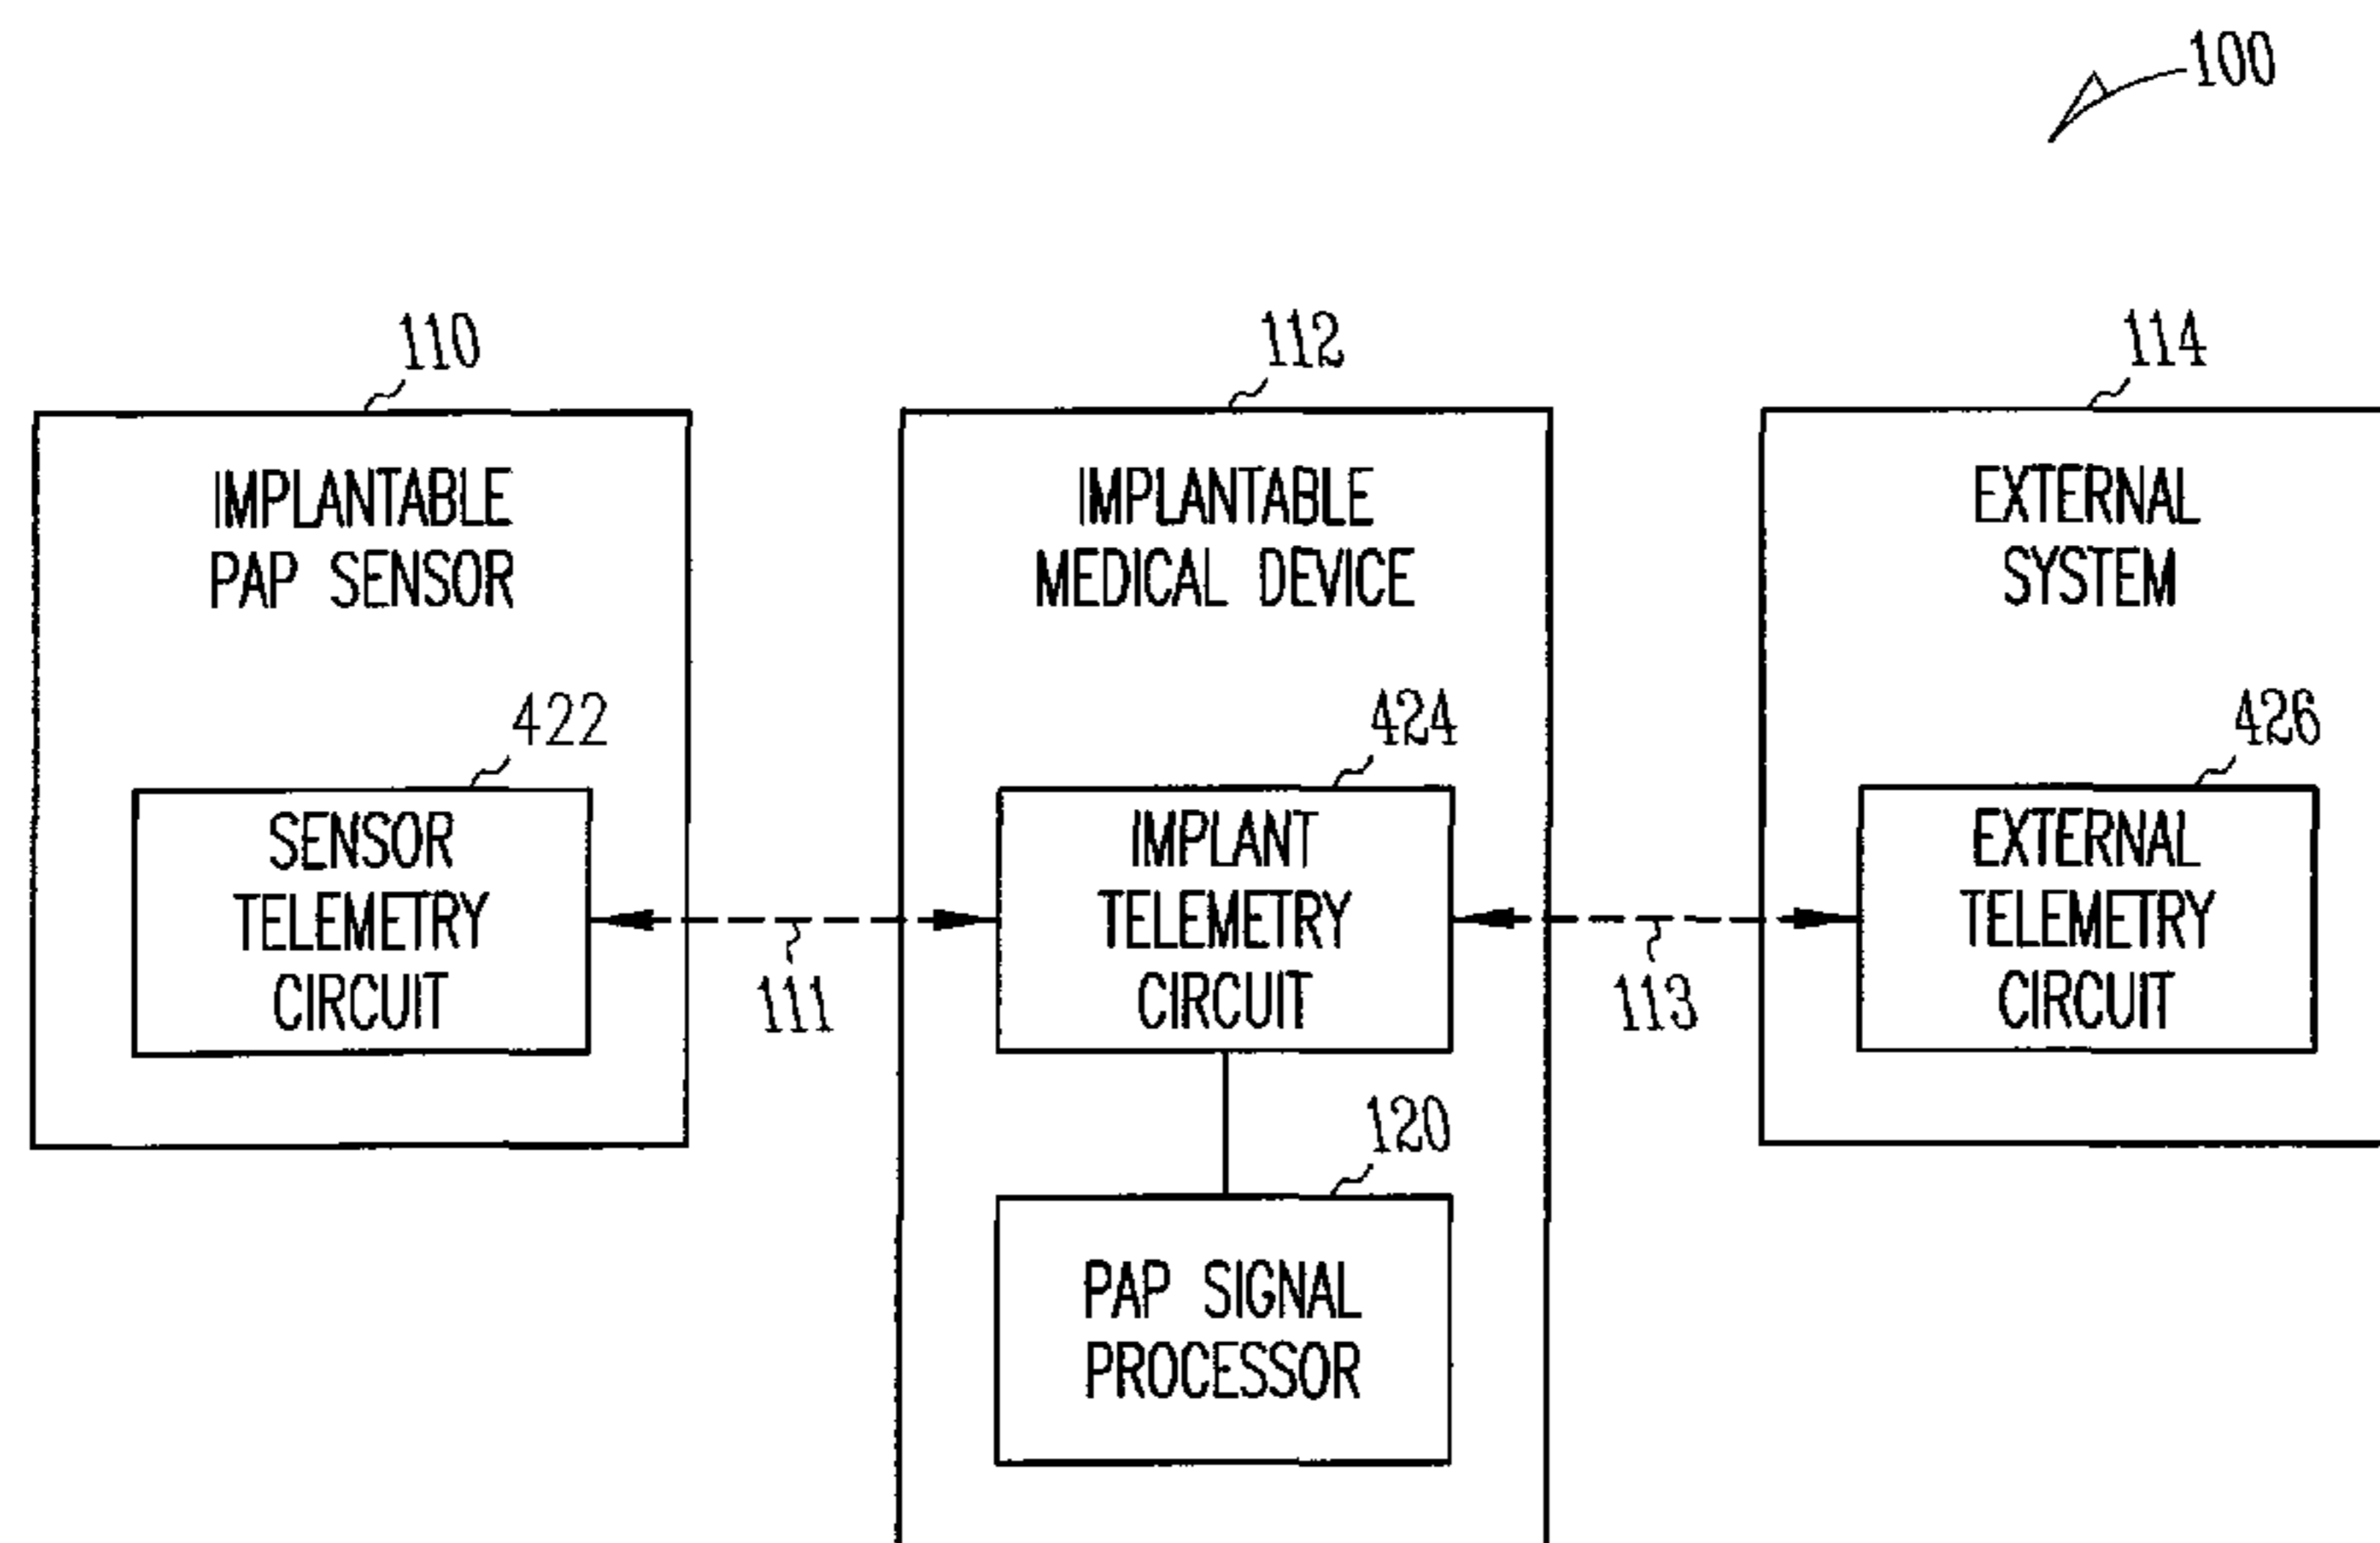 100
110
112
114
IMPLANTABLE
PAP SENSOR
IMPLANTABLE
MEDICAL DEVICE
EXTERNAL
SYSTEM
422
424
426
SENSOR
TELEMETRY
CIRCUIT
IMPLANT
TELEMETRY
CIRCUIT
EXTERNAL
TELEMETRY
CIRCUIT
111
113
120
PAP SIGNAL
PROCESSOR